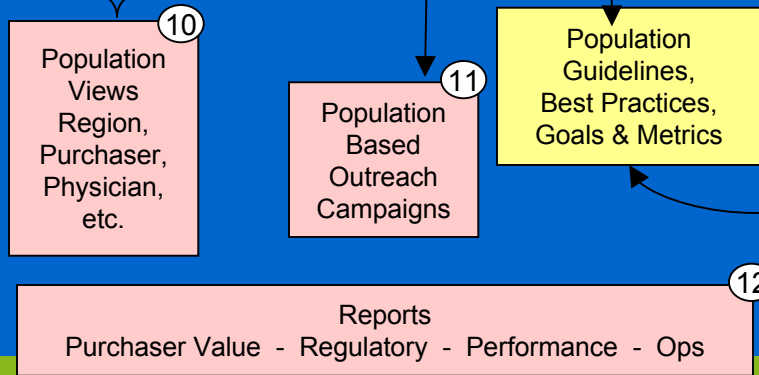 10
Population
Views
Region,
Purchaser,
Physician,
etc.
11
Population
Based
Outreach
Campaigns
Population
Guidelines,
Best Practices,
Goals & Metrics
12
Reports
Purchaser Value - Regulatory - Performance - Ops